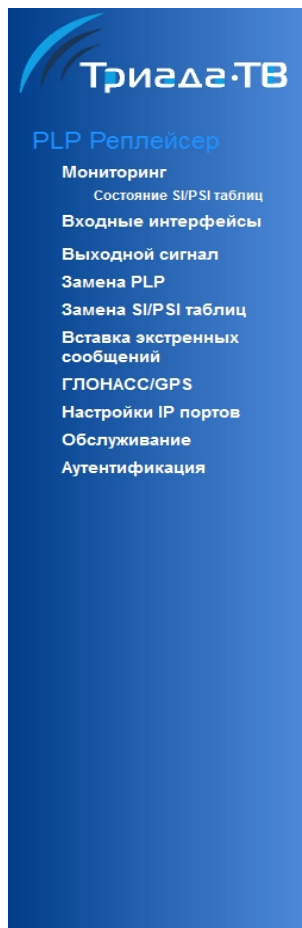 Триада·ТВ
PLP Реплейсер
Мониторинг
Состояние SI/PSI таблиц
Входные интерфейсы
Выходной сигнал
Замена PLP
Замена SI/PSI таблиц
Вставка экстренных
сообщений
ГЛОНАСС/GPS
Настройки IP портов
Обслуживание
Аутентификация